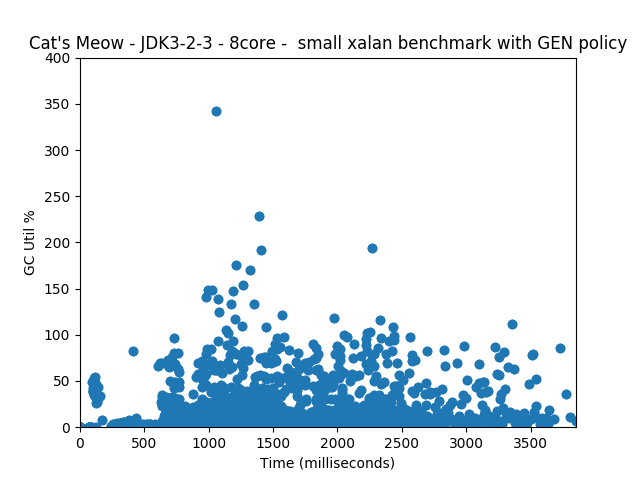 Cat's Meow - JDK3-2-3 - 8core -  small xalan benchmark with GEN policy
400
350
300
250
200
150
100
50
0
GC Util %
0 500 1000 1500 2000 2500 3000 3500
Time (milliseconds)